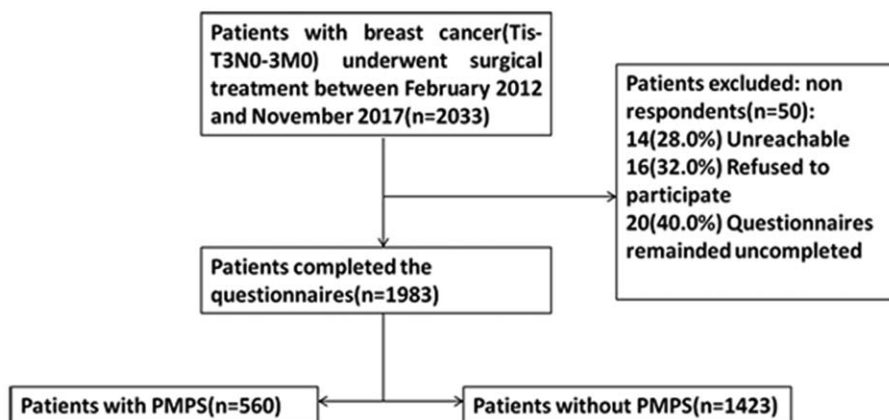 Patients with breast cancer(Tis-
T3N0-3M0) underwent surgical
treatment between February 2012
and November 2017(n=2033)
Patients excluded: non
respondents(n=50):
14(28.0%) Unreachable
16(32.0%) Refused to
participate
20(40.0%) Questionnaires
remainded uncompleted
Patients completed the
questionnaires(n=1983)
Patients with PMPS(n=560)
Patients without PMPS(n=1423)